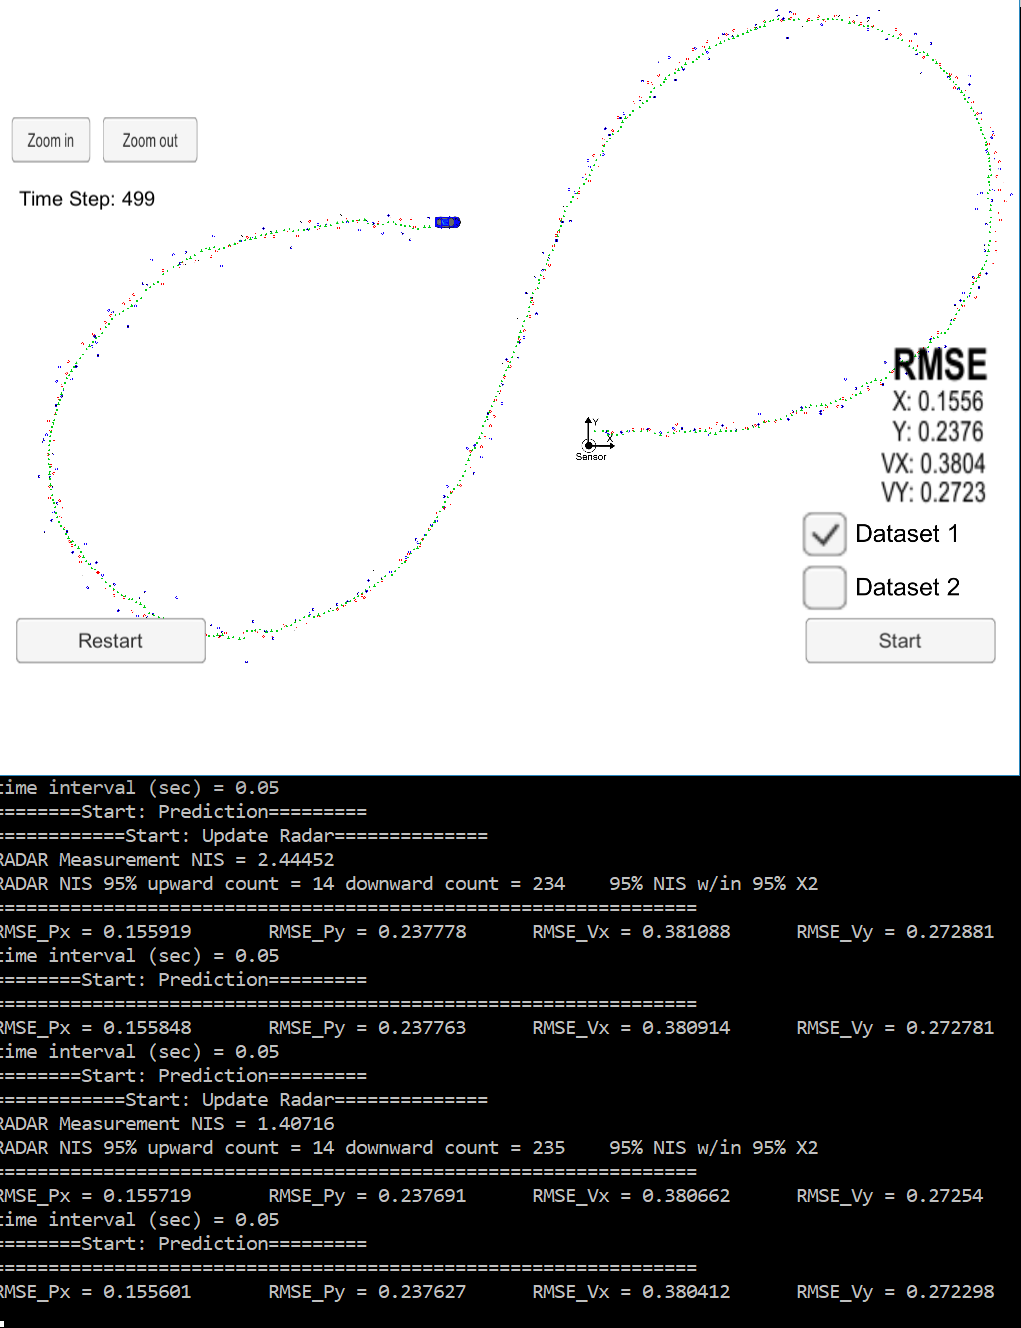 Zoom in
Zoom out
Time Step: 499
RMSE
X: 0.1556
Y: 0.2376
VX: 0.3804
VY: 0.2723
Y
X
Sensor
Dataset 1
Dataset 2
Restart
Start
time interval (sec) = 0.05
========Start: Prediction=========
============Start: Update Radar==============
RADAR Measurement NIS = 2.44452
RADAR NIS 95% upward count = 14 downward count = 234    95% NIS w/in 95% X2
================================================================
RMSE_Px = 0.155919       RMSE_Py = 0.237778      RMSE_Vx = 0.381088      RMSE_Vy = 0.272881
time interval (sec) = 0.05
========Start: Prediction=========
================================================================
RMSE_Px = 0.155848       RMSE_Py = 0.237763      RMSE_Vx = 0.380914      RMSE_Vy = 0.272781
time interval (sec) = 0.05
========Start: Prediction=========
============Start: Update Radar==============
RADAR Measurement NIS = 1.40716
RADAR NIS 95% upward count = 14 downward count = 235    95% NIS w/in 95% X2
================================================================
RMSE_Px = 0.155719       RMSE_Py = 0.237691      RMSE_Vx = 0.380662      RMSE_Vy = 0.27254
time interval (sec) = 0.05
========Start: Prediction=========
================================================================
RMSE_Px = 0.155601       RMSE_Py = 0.237627      RMSE_Vx = 0.380412      RMSE_Vy = 0.272298